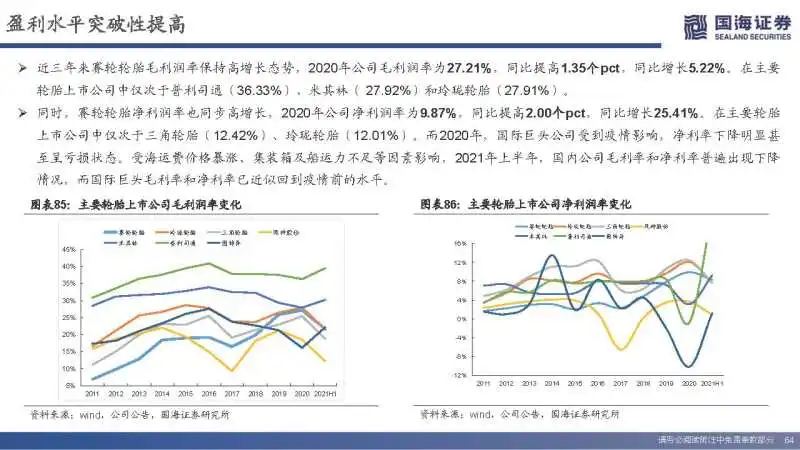 盈利水平突破性提高
国海证券
SEALAND SECURITIES
➢ 近三年来赛轮轮胎毛利润率保持高增长态势，2020年公司毛利润率为27.21%，同比提高1.35个pct，同比增长5.22%。在主要
轮胎上市公司中仅次于普利司通（36.33%）、米其林（ 27.92%）和玲珑轮胎（27.91%）。
➢ 同时，赛轮轮胎净利润率也同步高增长，2020年公司净利润率为9.87%，同比提高2.00个pct，同比增长25.41%。在主要轮胎
上市公司中仅次于三角轮胎（12.42%）、玲珑轮胎（12.01%）。而2020年，国际巨头公司受到疫情影响，净利率下降明显甚
至呈亏损状态。受海运费价格暴涨、集装箱及船运力不足等因素影响，2021年上半年，国内公司毛利率和净利率普遍出现下降
情况，而国际巨头毛利率和净利率已近似回到疫情前的水平。
图表85：主要轮胎上市公司毛利润率变化
赛轮轮胎 玲珑轮胎 三角轮胎 风神股份
米其林 普利司通 固特异
45%
40%
35%
30%
25%
20%
15%
10%
5%
2011 2012 2013 2014 2015 2016 2017 2018 2019 2020 2021H1
资料来源：wind，公司公告，国海证券研究所
图表86：主要轮胎上市公司净利润率变化
赛轮轮胎 玲珑轮胎 三角轮胎 风神股份
米其林 普利司通 固特异
16%
12%
8%
4%
0%
-4%
-8%
-12%
2011 2012 2013 2014 2015 2016 2017 2018 2019 2020 2021H1
资料来源：wind，公司公告，国海证券研究所
请务必阅读附注中免责条款部分 64